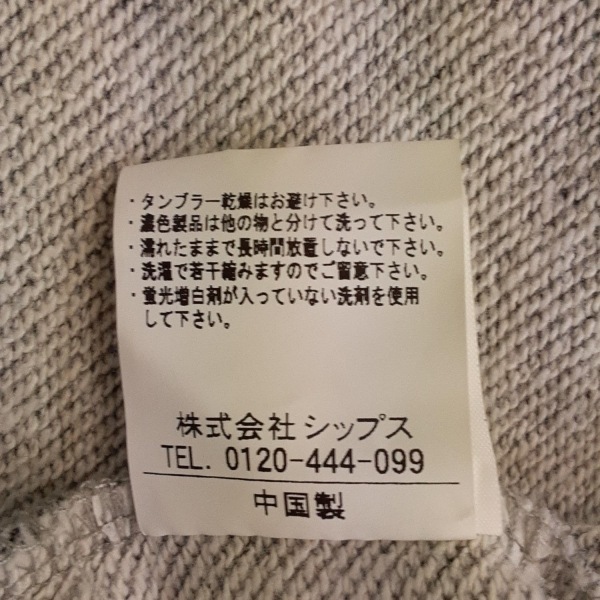 ・タンブラー乾燥はお避け下さい。
・濃色製品は他の物と分けて洗って下さい。
・濡れたままで長時間放置しないで下さい。
・洗濯で若干縮みますのでご留意下さい。
・蛍光増白剤が入っていない洗剤を使用
して下さい。
株式会社 シップス
TEL. 0120-444-099
中国製